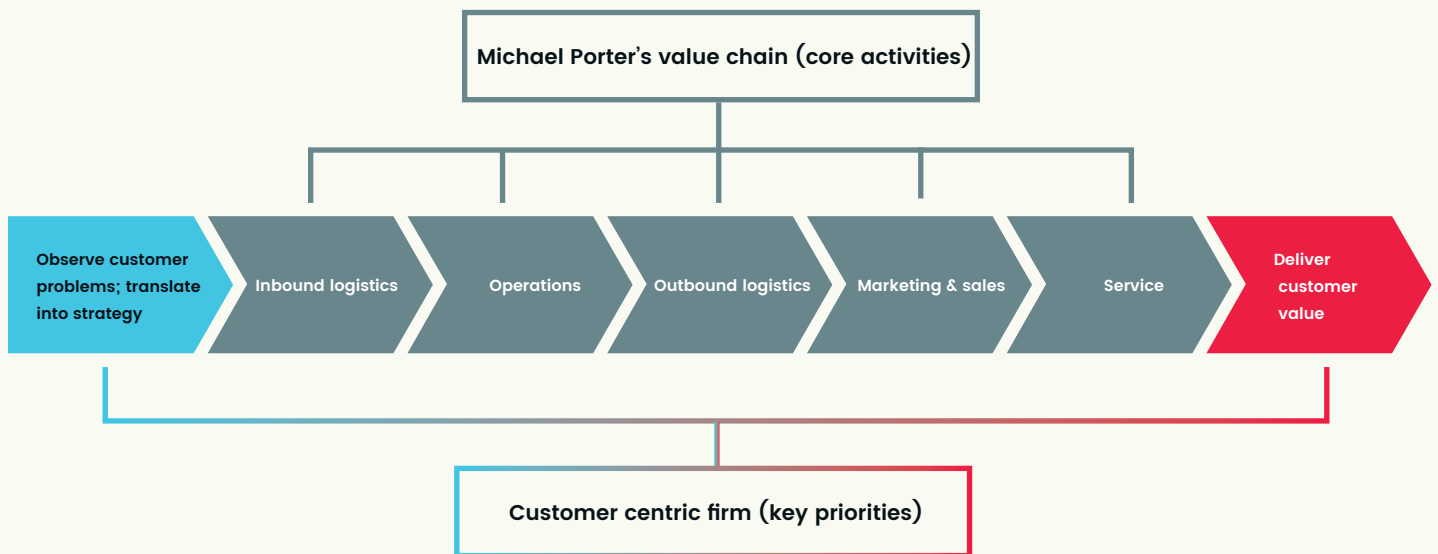 Michael Porter’s value chain (core activities)
Observe customer
problems; translate
into strategy
Inbound logistics
Operations
Outbound logistics
Marketing & sales
Service
Deliver
customer
value
Customer centric firm (key priorities)